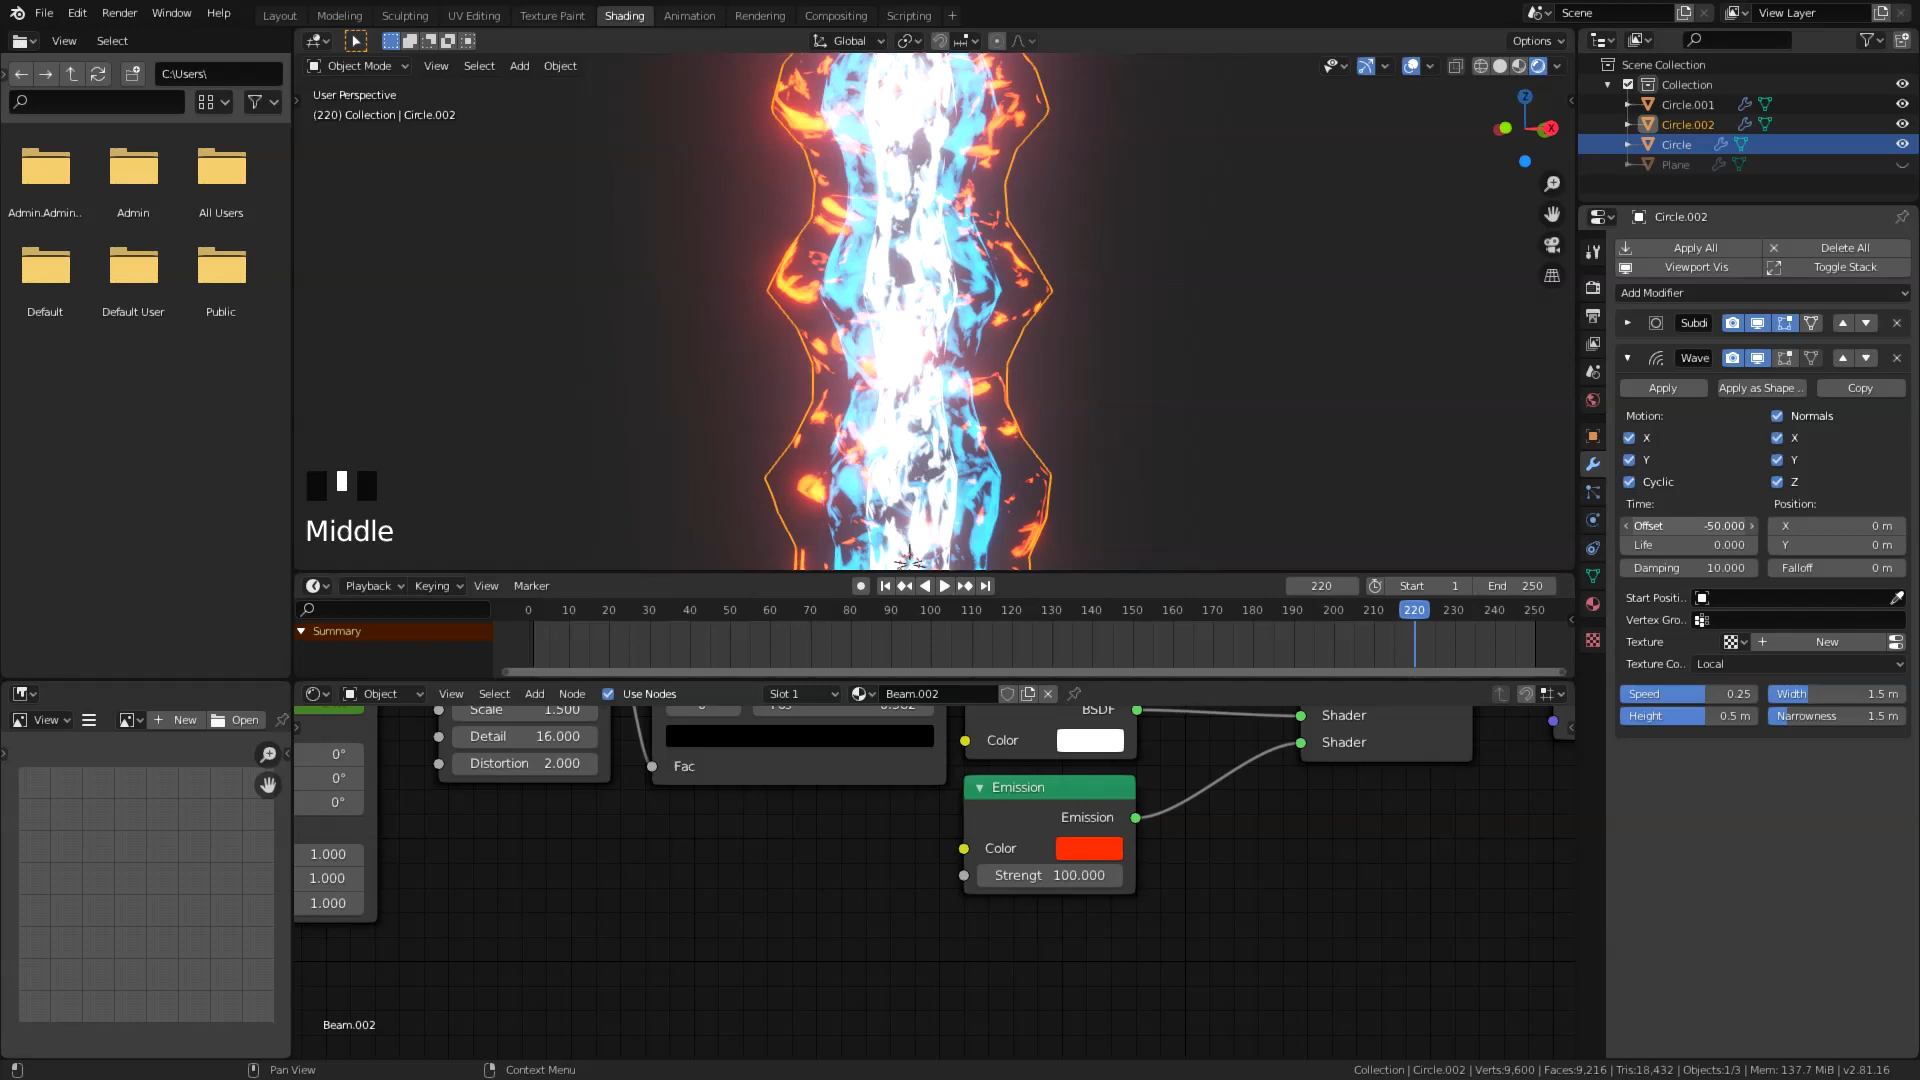 File Edit Render Window Help
Layout Modeling Sculpting UV Editing Texture Paint Shading Animation Rendering Compositing Scripting +
Scene
View Layer
View Select
Global
Options
C:\Users\
Object Mode View Select Add Object
User Perspective
(220) Collection | Circle.002
Admin.Admin..
Admin
All Users
Default
Default User
Public
Middle
Z
X
Scene Collection
Collection
Circle.001
Circle.002
Circle
Plane
Circle.002
Apply All
Delete All
Viewport Vis
Toggle Stack
Add Modifier
Subdi
Wave
Apply
Apply as Shape ..
Copy
Motion:
Normals
X
X
Y
Y
Cyclic
Z
Time:
Position:
Offset -50.000
X 0 m
Life 0.000
Y 0 m
Damping 10.000
Falloff 0 m
Start Positi..
Vertex Gro..
Texture
New
Texture Co..
Local
Speed 0.25
Width 1.5 m
Height 0.5 m
Narrowness 1.5 m
Playback Keying View Marker
220
Start 1
End 250
0 10 20 30 40 50 60 70 80 90 100 110 120 130 140 150 160 170 180 190 200 210 220 230 240 250
Summary
View
New
Open
Object View Select Add Node Use Nodes
Slot 1
Beam.002
Scale 1.500
Detail 16.000
Distortion 2.000
0°
0°
0°
1.000
1.000
1.000
Fac
BSDF
Color
Emission
Emission
Color
Strengt 100.000
Shader
Shader
Beam.002
Pan View
Context Menu
Collection | Circle.002 | Verts:9,600 | Faces:9,216 | Tris:18,432 | Objects:1/3 | Mem: 137.7 MiB | v2.81.16